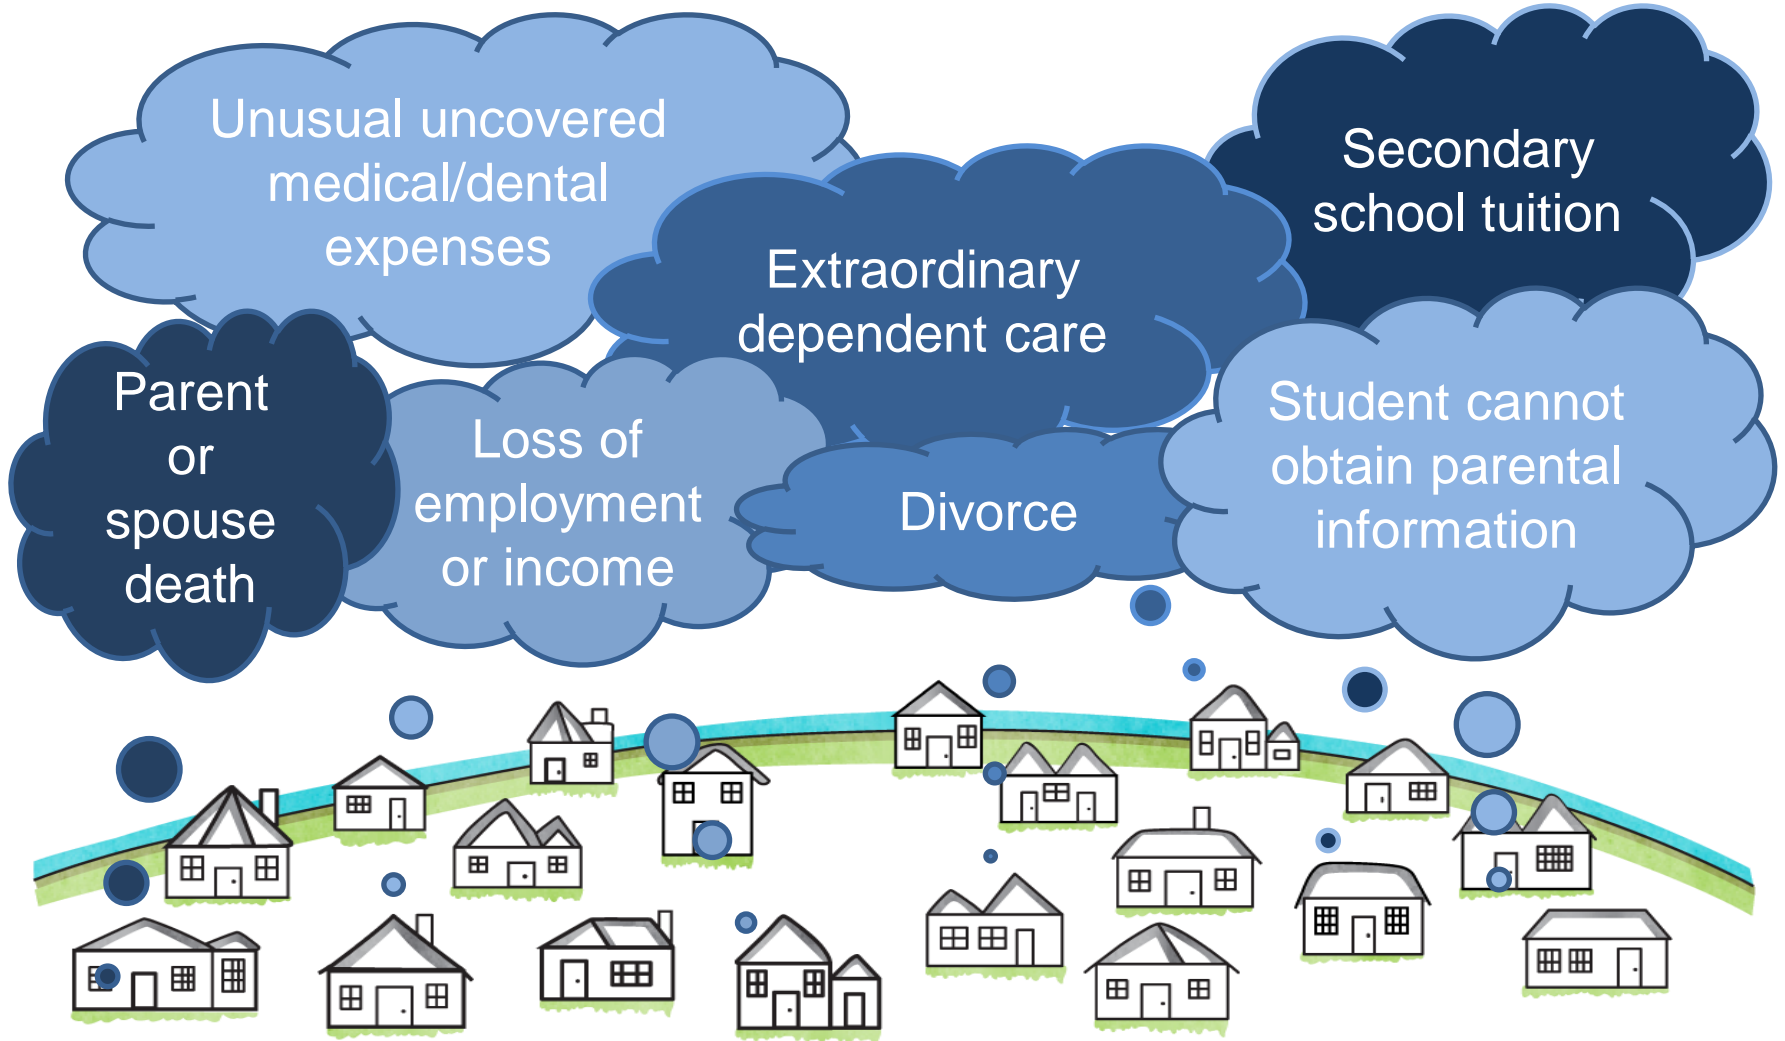 Unusual uncovered
medical/dental
expenses
Secondary
school tuition
Extraordinary
dependent care
Parent
or
spouse
death
Loss of
employment
or income
Divorce
Student cannot
obtain parental
information